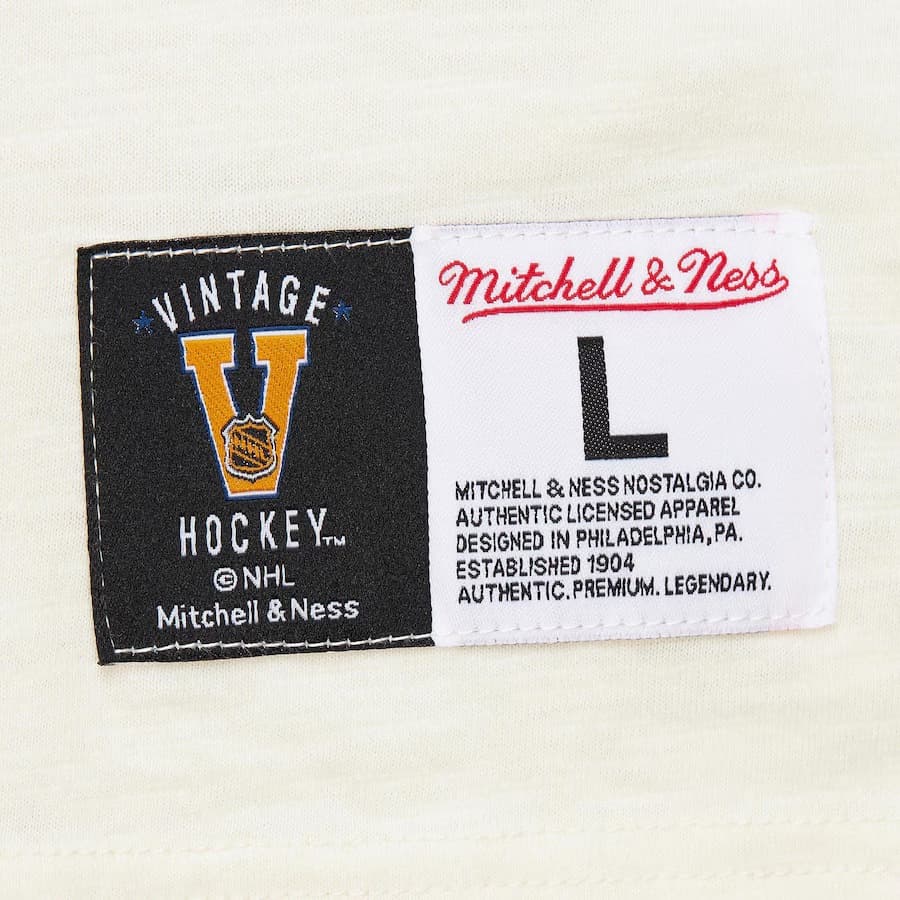 VINTAGE
V
NHL
HOCKEY™
© NHL
Mitchell & Ness
Mitchell & Ness
L
MITCHELL & NESS NOSTALGIA CO.
AUTHENTIC LICENSED APPAREL
DESIGNED IN PHILADELPHIA, PA.
ESTABLISHED 1904
AUTHENTIC. PREMIUM. LEGENDARY.